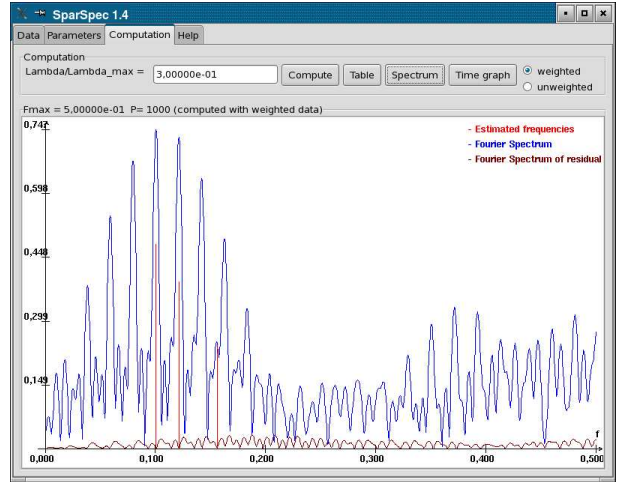 SparSpec 1.4
Data Parameters Computation Help
Computation
Lambda/Lambda_max = 3,00000e-01 Compute Table Spectrum Time graph weighted
unweighted
Fmax = 5,00000e-01 P= 1000 (computed with weighted data)
0,747
- Estimated frequencies
- Fourier Spectrum
- Fourier Spectrum of residual
0,598
0,448
0,299
0,149
f
0,000 0,100 0,200 0,300 0,400 0,500